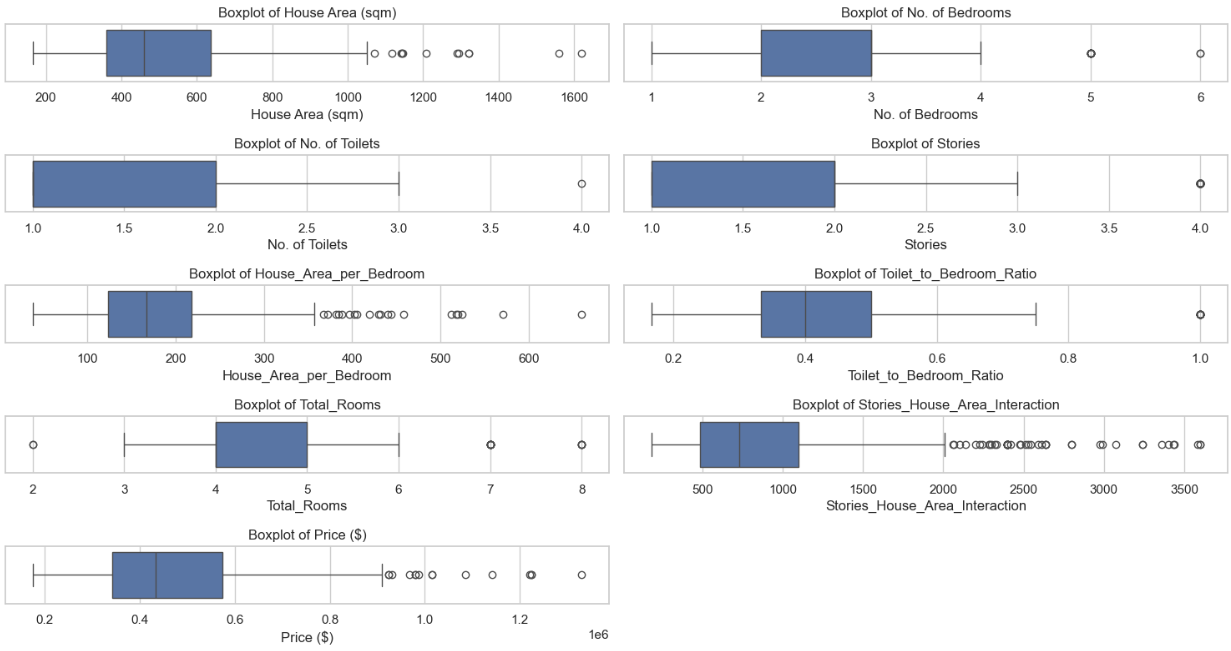 Boxplot of House Area (sqm)
200 400 600 800 1000 1200 1400 1600
House Area (sqm)
Boxplot of No. of Bedrooms
1 2 3 4 5 6
No. of Bedrooms
Boxplot of No. of Toilets
1.0 1.5 2.0 2.5 3.0 3.5 4.0
No. of Toilets
Boxplot of Stories
1.0 1.5 2.0 2.5 3.0 3.5 4.0
Stories
Boxplot of House_Area_per_Bedroom
100 200 300 400 500 600
House_Area_per_Bedroom
Boxplot of Toilet_to_Bedroom_Ratio
0.2 0.4 0.6 0.8 1.0
Toilet_to_Bedroom_Ratio
Boxplot of Total_Rooms
2 3 4 5 6 7 8
Total_Rooms
Boxplot of Stories_House_Area_Interaction
500 1000 1500 2000 2500 3000 3500
Stories_House_Area_Interaction
Boxplot of Price ($)
0.2 0.4 0.6 0.8 1.0 1.2
1e6
Price ($)